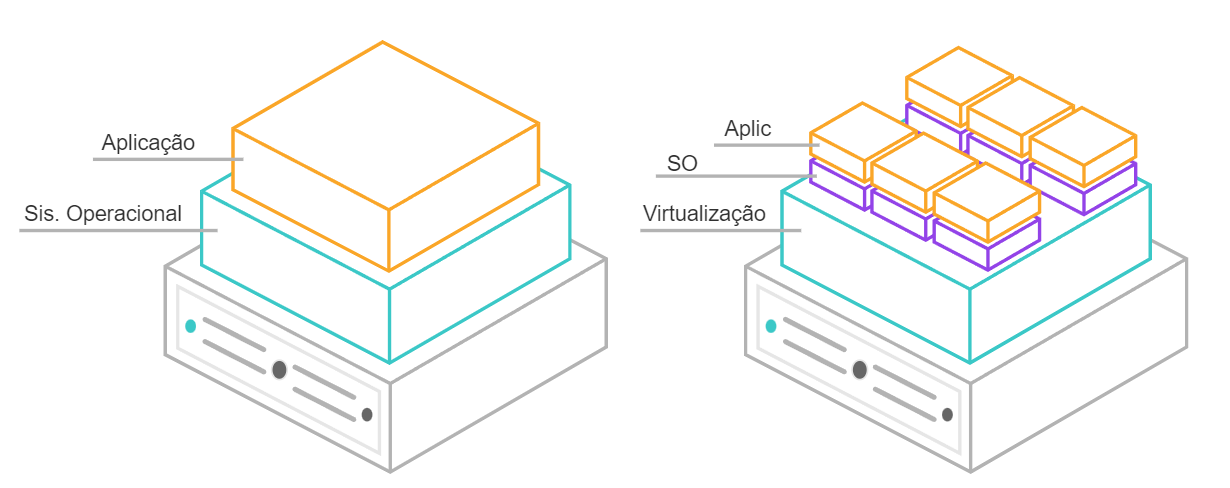 Aplicação
Sis. Operacional
Aplic
SO
Virtualização